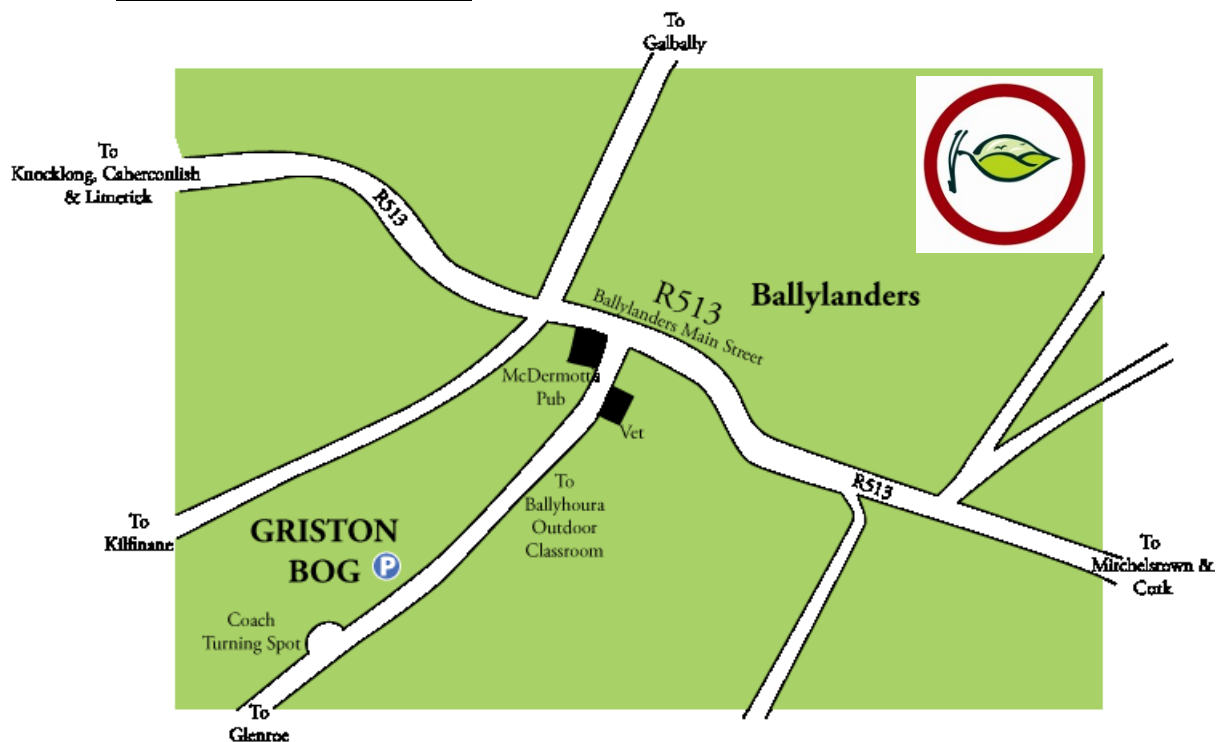 To
Galbally
To
Knocklong, Caherconlish
& Limerick
R513
R513
Ballylanders Main Street
Ballylanders
McDermotts
Pub
Vet
To
Ballyhoura
Outdoor
Classroom
R513
To
Kilfinane
GRISTON
BOG
P
To
Mitchelstown &
Cork
Coach
Turning Spot
To
Glenroe